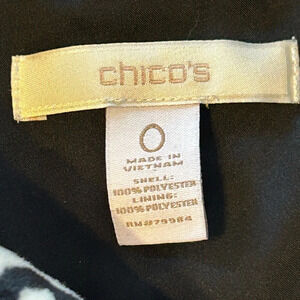 chico's
0
MADE IN
VIETNAM
SHELL:
100% POLYESTER
LINING:
100% POLYESTER
RN#79984